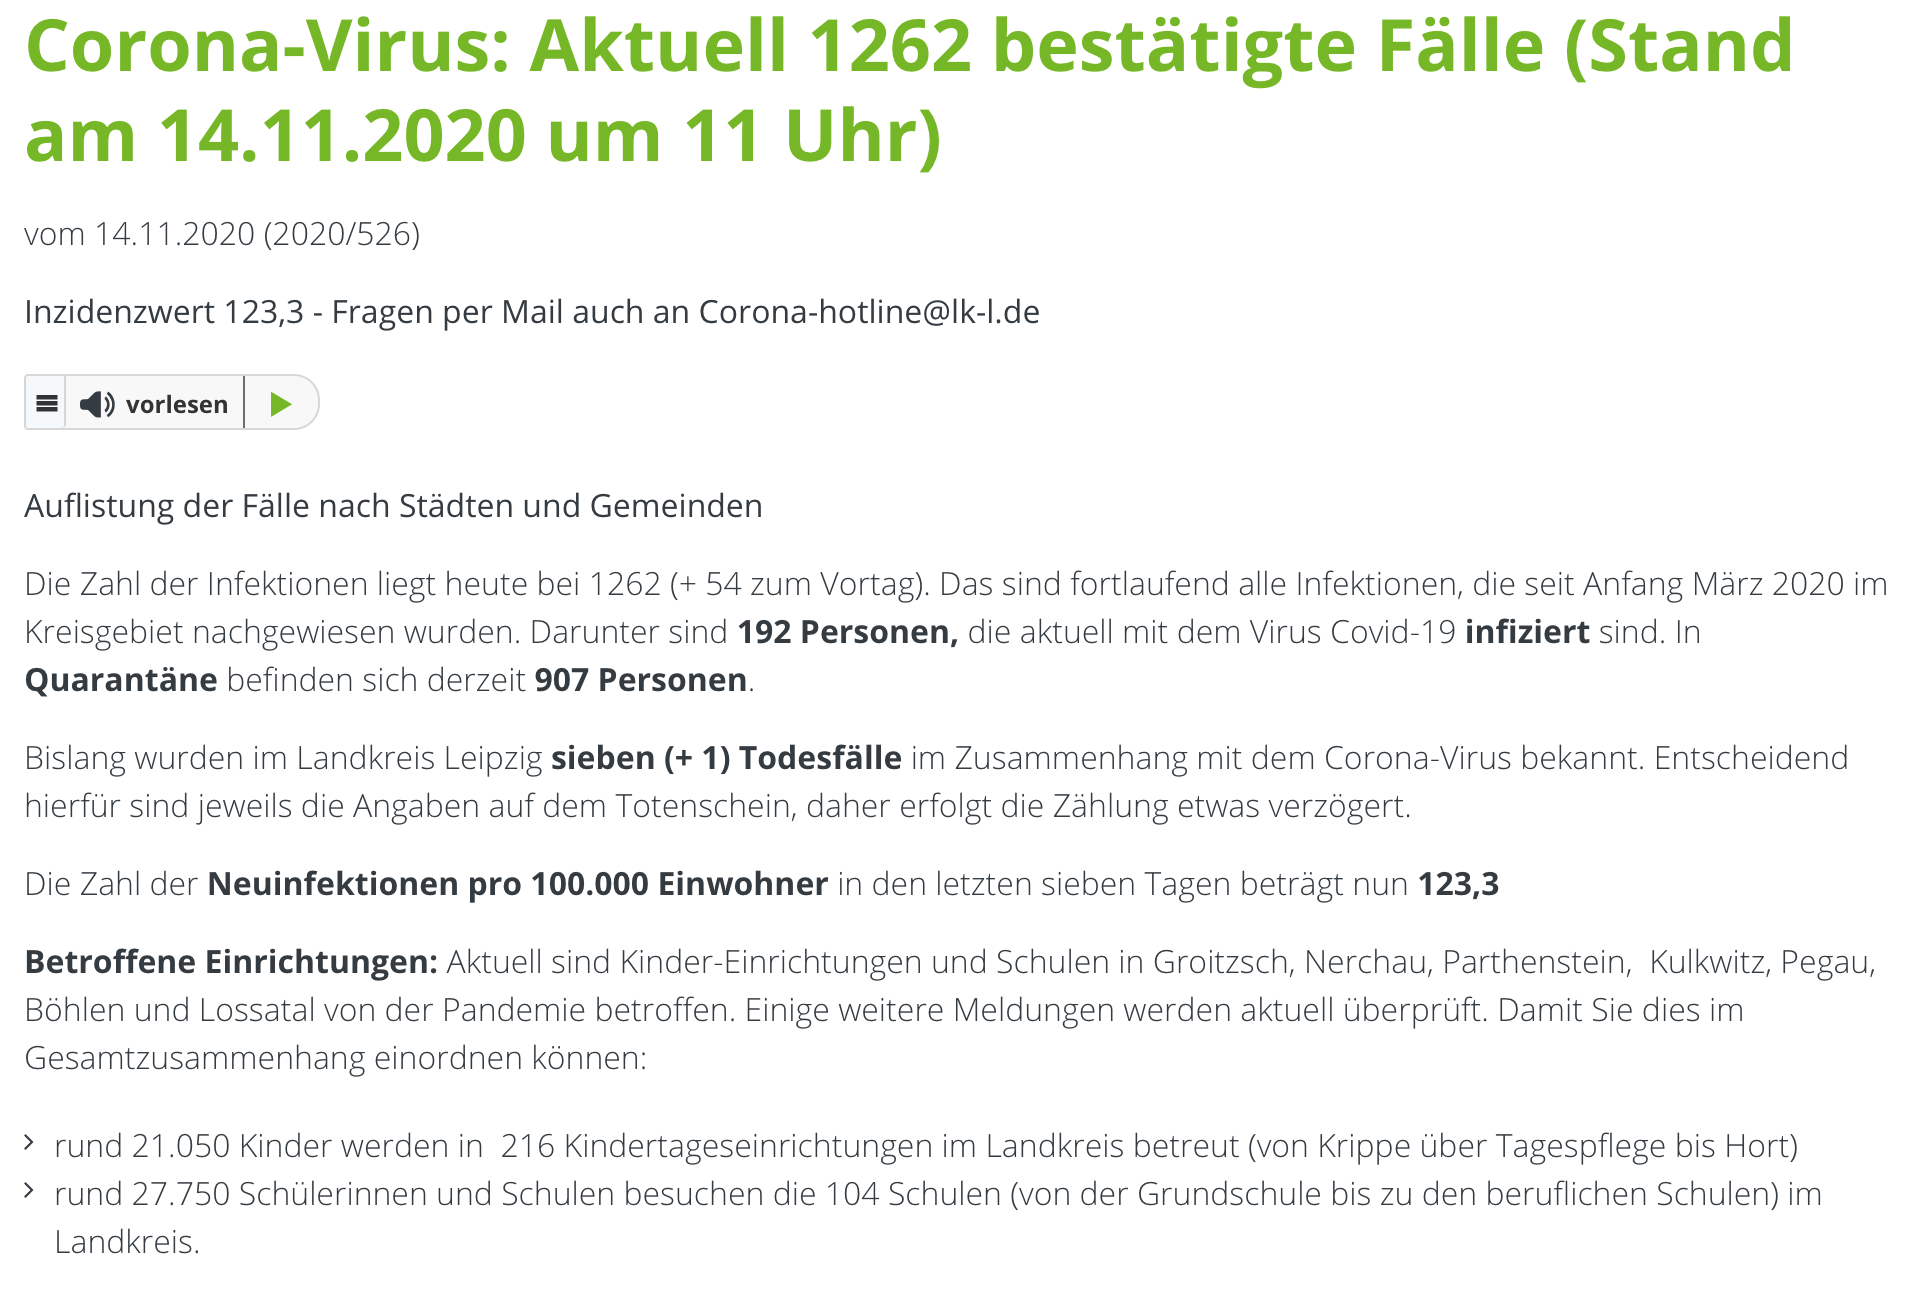 Corona-Virus: Aktuell 1262 bestätigte Fälle (Stand
am 14.11.2020 um 11 Uhr)
vom 14.11.2020 (2020/526)
Inzidenzwert 123,3 - Fragen per Mail auch an Corona-hotline@lk-l.de
vorlesen
Auflistung der Fälle nach Städten und Gemeinden
Die Zahl der Infektionen liegt heute bei 1262 (+ 54 zum Vortag). Das sind fortlaufend alle Infektionen, die seit Anfang März 2020 im
Kreisgebiet nachgewiesen wurden. Darunter sind 192 Personen, die aktuell mit dem Virus Covid-19 infiziert sind. In
Quarantäne befinden sich derzeit 907 Personen.
Bislang wurden im Landkreis Leipzig sieben (+ 1) Todesfälle im Zusammenhang mit dem Corona-Virus bekannt. Entscheidend
hierfür sind jeweils die Angaben auf dem Totenschein, daher erfolgt die Zählung etwas verzögert.
Die Zahl der Neuinfektionen pro 100.000 Einwohner in den letzten sieben Tagen beträgt nun 123,3
Betroffene Einrichtungen: Aktuell sind Kinder-Einrichtungen und Schulen in Groitzsch, Nerchau, Parthenstein,  Kulkwitz, Pegau,
Böhlen und Lossatal von der Pandemie betroffen. Einige weitere Meldungen werden aktuell überprüft. Damit Sie dies im
Gesamtzusammenhang einordnen können:
rund 21.050 Kinder werden in  216 Kindertageseinrichtungen im Landkreis betreut (von Krippe über Tagespflege bis Hort)
rund 27.750 Schülerinnen und Schulen besuchen die 104 Schulen (von der Grundschule bis zu den beruflichen Schulen) im
Landkreis.